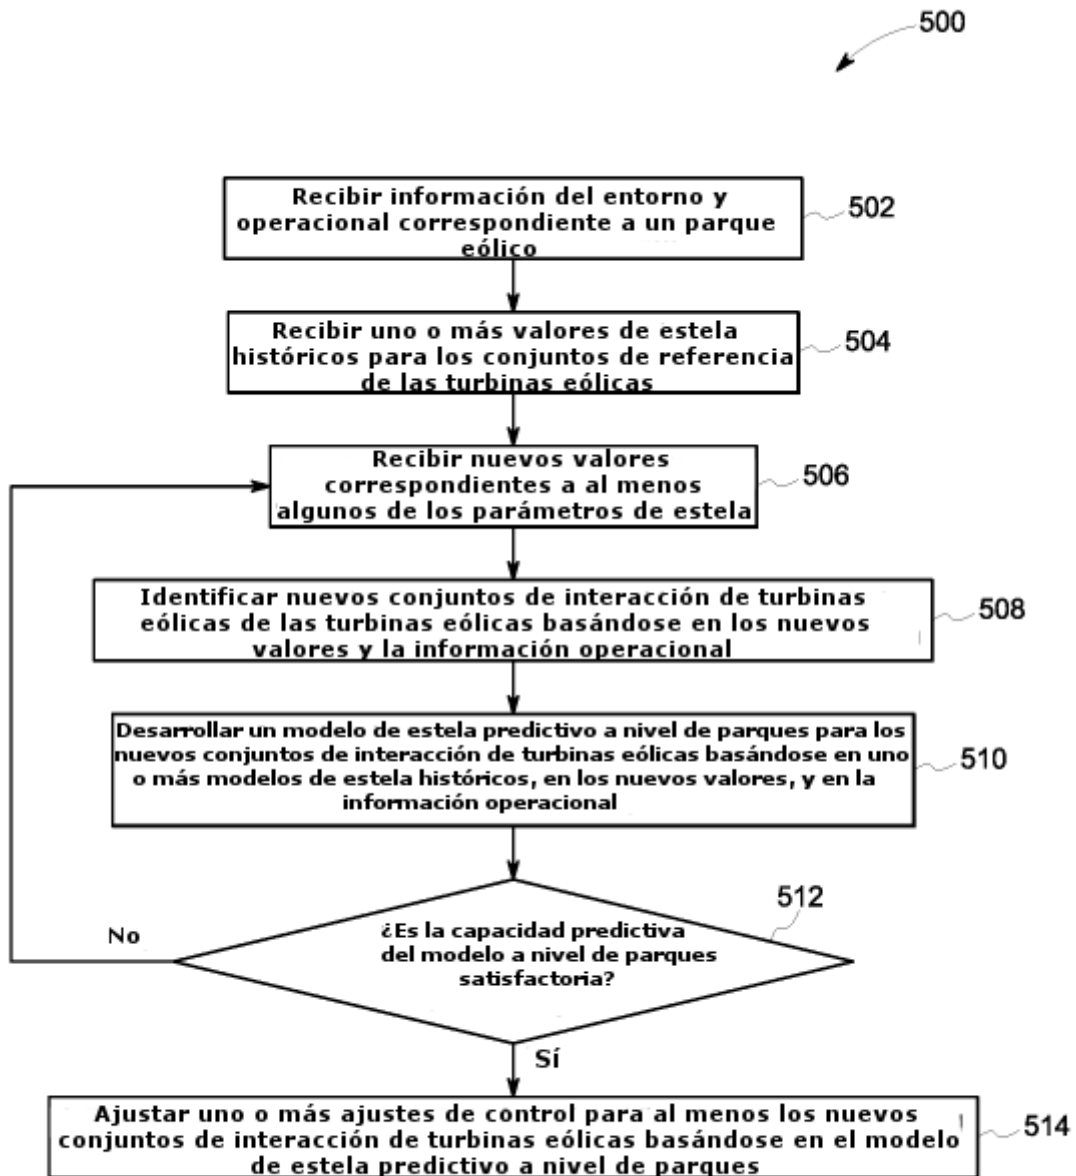 500
Recibir información del entorno y
operacional correspondiente a un parque
eólico
502
Recibir uno o más valores de estela
históricos para los conjuntos de referencia
de las turbinas eólicas
504
Recibir nuevos valores
correspondientes a al menos
algunos de los parámetros de estela
506
Identificar nuevos conjuntos de interacción de turbinas
eólicas de las turbinas eólicas basándose en los nuevos
valores y la información operacional
508
Desarrollar un modelo de estela predictivo a nivel de parques para los
nuevos conjuntos de interacción de turbinas eólicas basándose en uno
o más modelos de estela históricos, en los nuevos valores, y en la
información operacional
510
¿Es la capacidad predictiva
del modelo a nivel de parques
satisfactoria?
512
No
Sí
Ajustar uno o más ajustes de control para al menos los nuevos
conjuntos de interacción de turbinas eólicas basándose en el modelo
de estela predictivo a nivel de parques
514